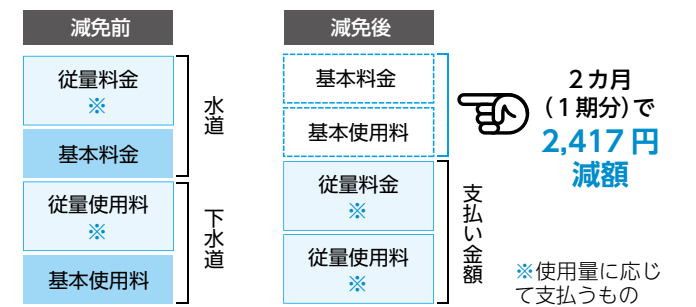 減免前
従量料金
※
基本料金
水道
従量使用料
※
基本使用料
下水道
減免後
基本料金
基本使用料
従量料金
※
従量使用料
※
支払い金額
2カ月
(1期分)で
2,417円
減額
※使用量に応じ
て支払うもの